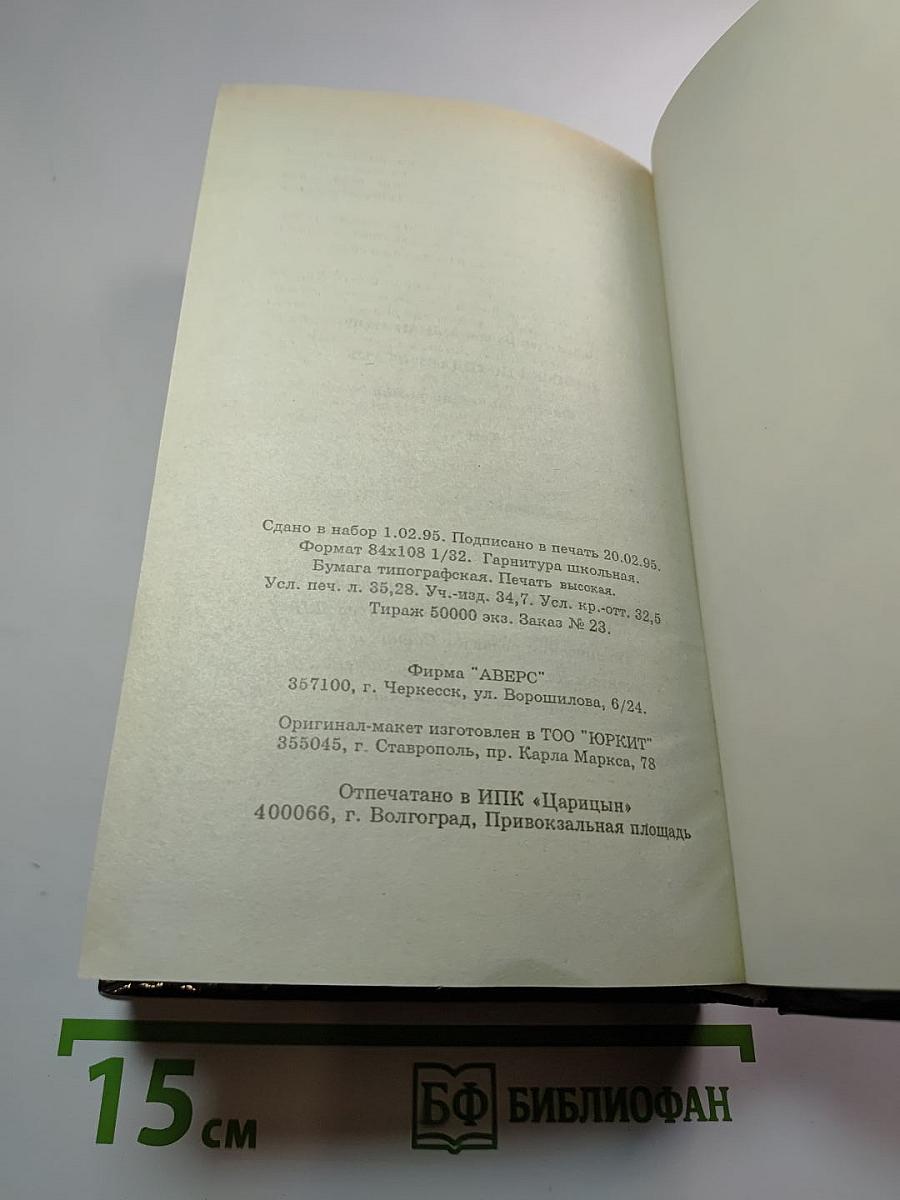 Сдано в набор 1.02.95. Подписано в печать 20.02.95.
Формат 84х108 1/32. Гарнитура школьная.
Бумага типографская. Печать высокая.
Усл. печ. л. 35,28. Уч.-изд. 34,7. Усл. кр.-отт. 32,5
Тираж 50000 экз. Заказ № 23.
Фирма "АВЕРС"
357100, г. Черкесск, ул. Ворошилова, 6/24.
Оригинал-макет изготовлен в ТОО "ЮРКИТ"
355045, г. Ставрополь, пр. Карла Маркса, 78
Отпечатано в ИПК «Царицын»
400066, г. Волгоград, Привокзальная площадь
15 см
БФ БИБЛИОФАН